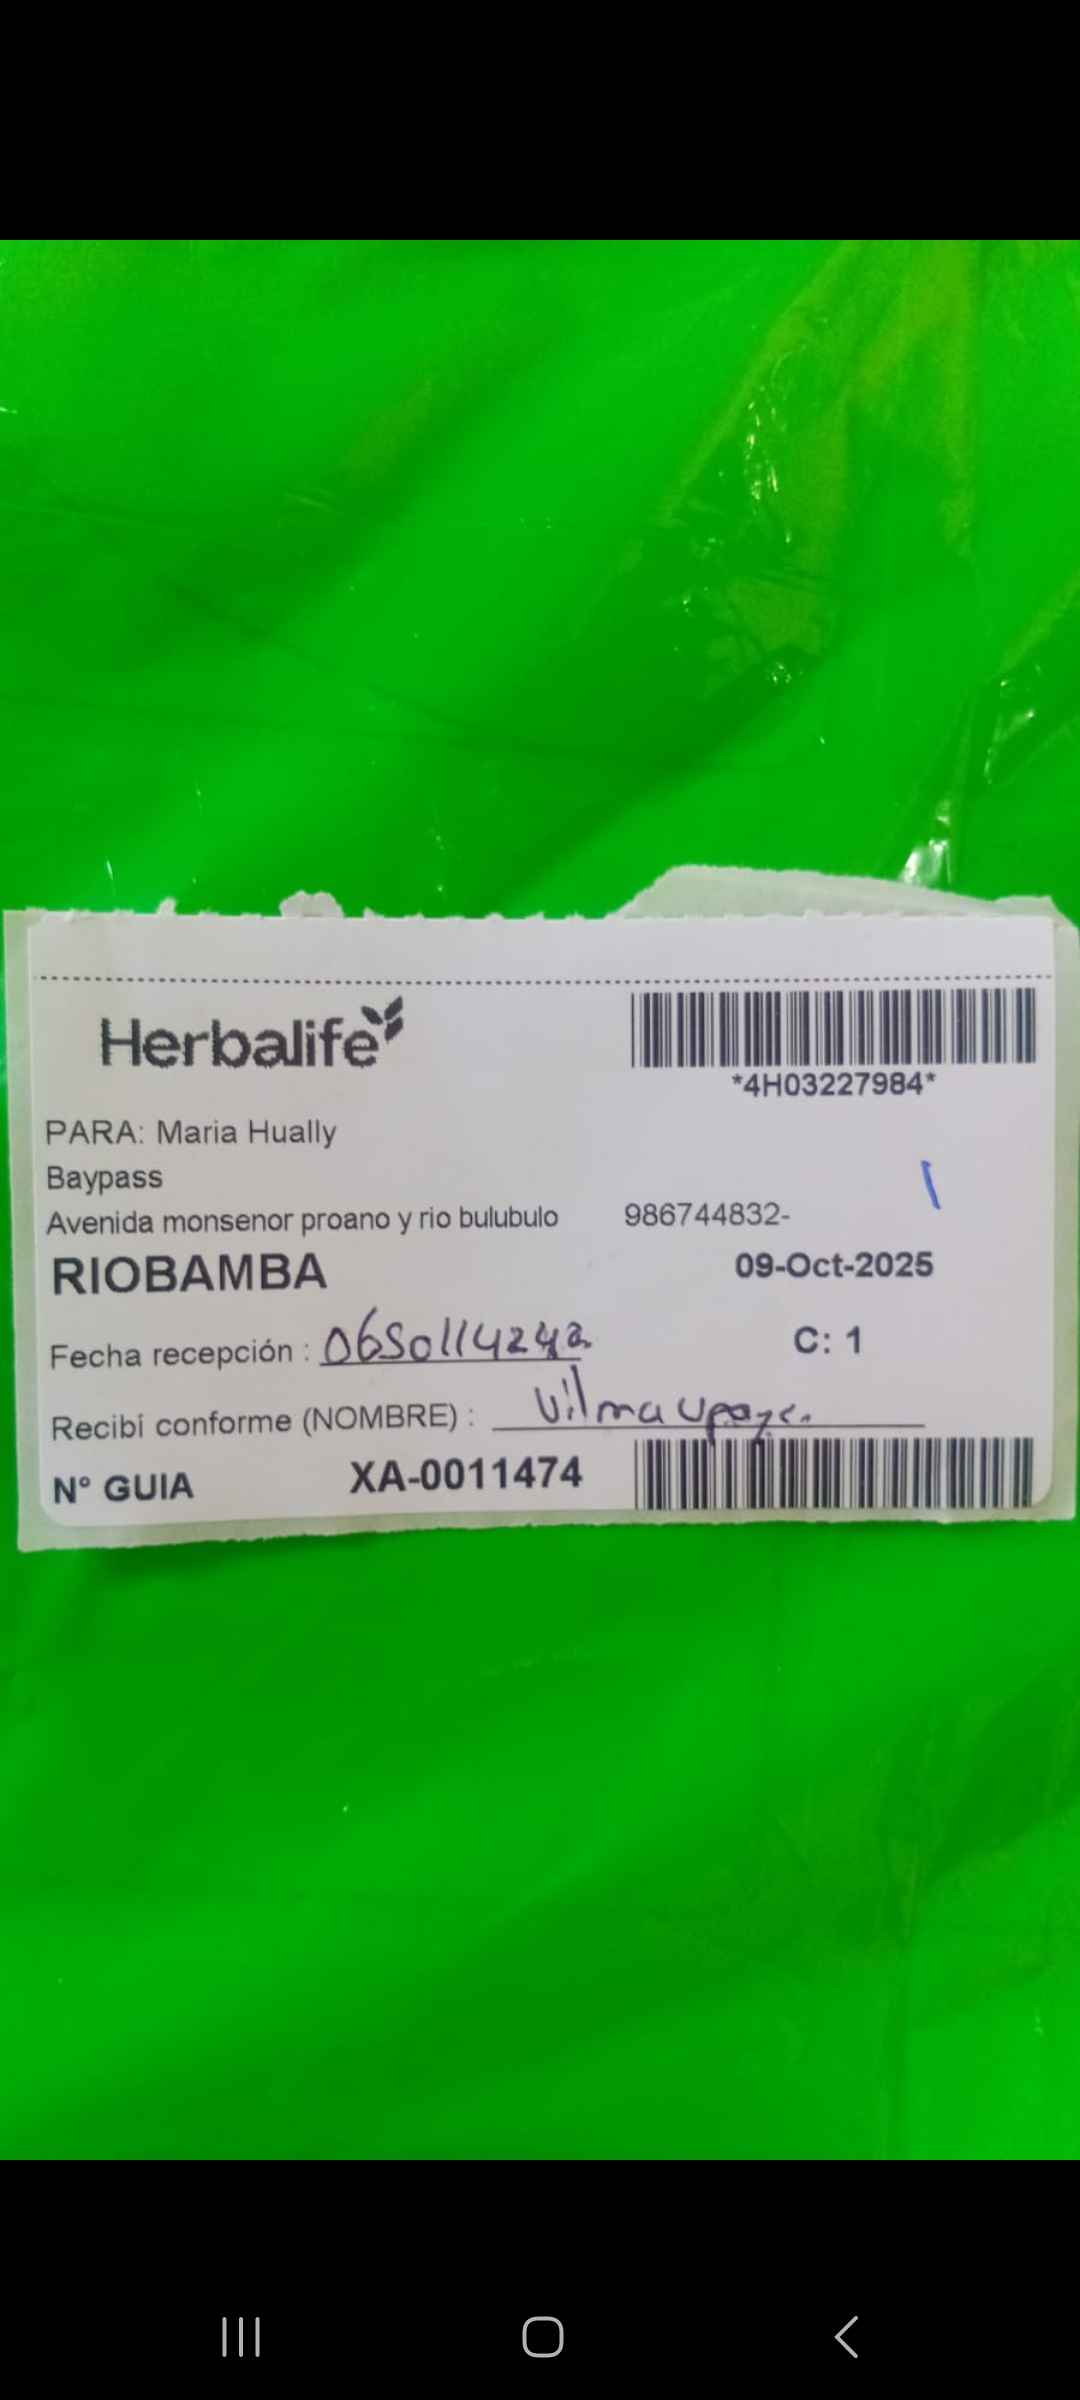 Herbalife
*4H03227984*
PARA: Maria Hually
Baypass
Avenida monsenor proano y rio bulubulo 986744832-
RIOBAMBA 09-Oct-2025
Fecha recepción : C: 1
Recibí conforme (NOMBRE) : Vilma
N° GUIA XA-0011474